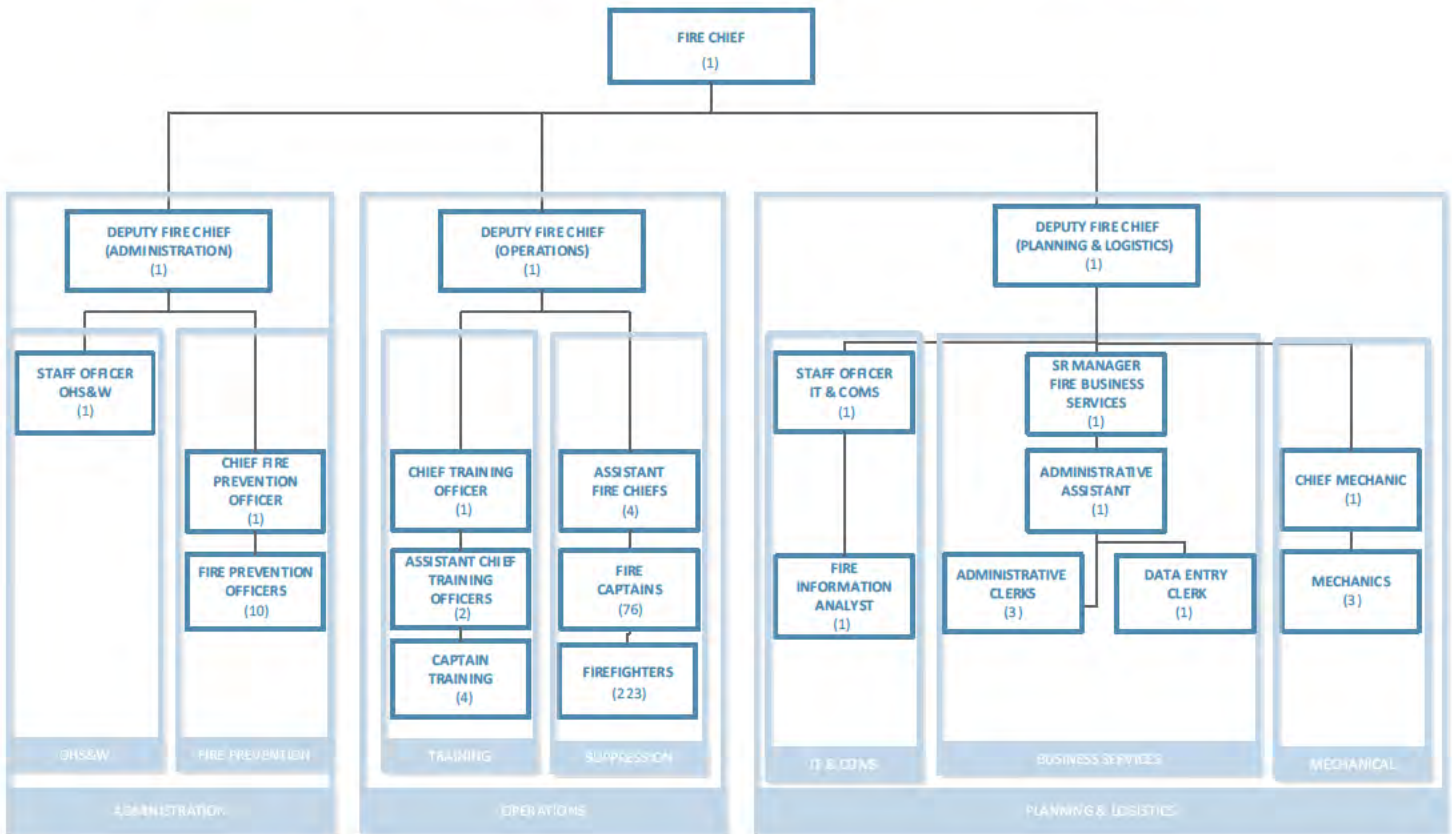 FIRE CHIEF
(1)
DEPUTY FIRE CHIEF
(ADMINISTRATION)
(1)
DEPUTY FIRE CHIEF
(OPERATIONS)
(1)
DEPUTY FIRE CHIEF
(PLANNING & LOGISTICS)
(1)
STAFF OFFICER
OHS&W
(1)
CHIEF FIRE
PREVENTION
OFFICER
(1)
FIRE PREVENTION
OFFICERS
(10)
CHIEF TRAINING
OFFICER
(1)
ASSISTANT CHIEF
TRAINING
OFFICERS
(2)
CAPTAIN
TRAINING
(4)
ASSISTANT
FIRE CHIEFS
(4)
FIRE
CAPTAINS
(76)
FIREFIGHTERS
(223)
STAFF OFFICER
IT & COMS
(1)
FIRE
INFORMATION
ANALYST
(1)
SR MANAGER
FIRE BUSINESS
SERVICES
(1)
ADMINISTRATIVE
ASSISTANT
(1)
ADMINISTRATIVE
CLERKS
(3)
DATA ENTRY
CLERK
(1)
CHIEF MECHANIC
(1)
MECHANICS
(3)
OHS&W
FIRE PREVENTION
TRAINING
SUPPRESSION
IT & COMS
BUSINESS SERVICES
MECHANICAL
ADMINISTRATION
OPERATIONS
PLANNING & LOGISTICS